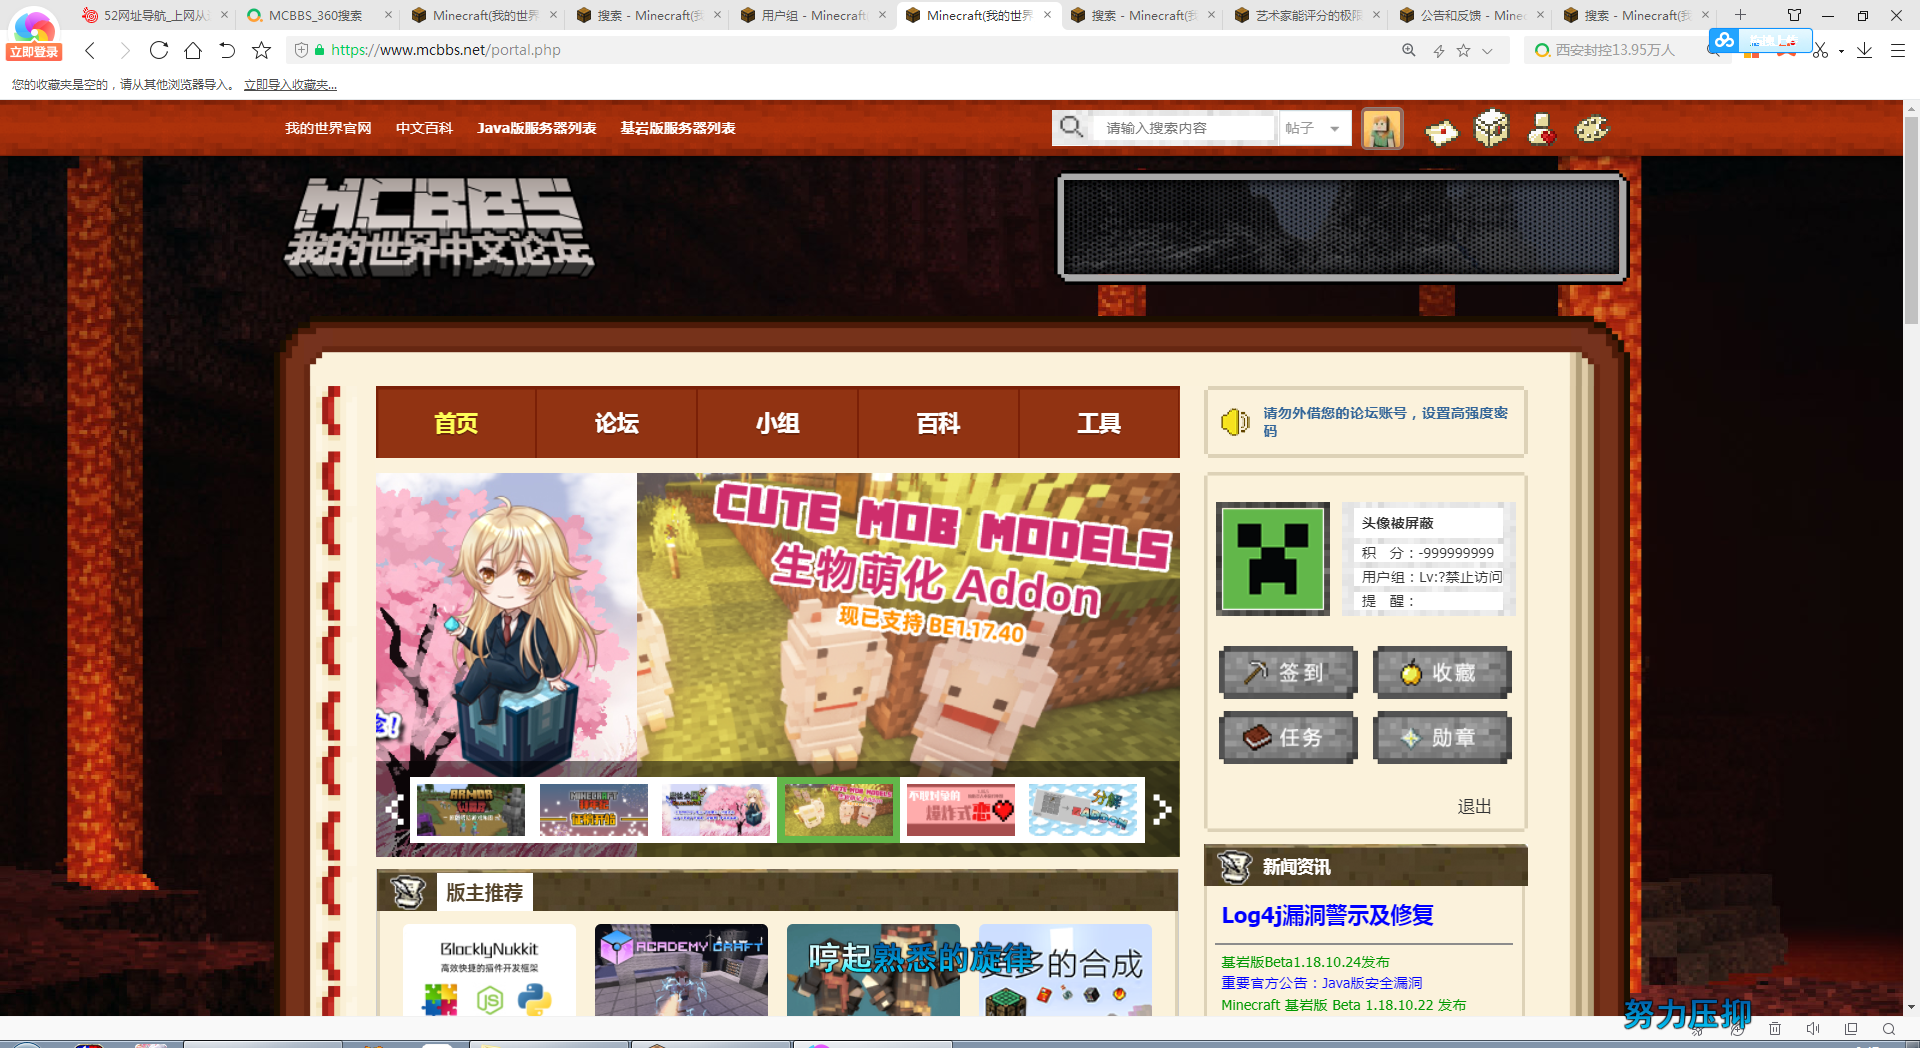 52网址导航_上网从
MCBBS_360搜索
Minecraft(我的世界
搜索 - Minecraft(我
用户组 - Minecraft
Minecraft(我的世界
搜索 - Minecraft(我
艺术家能评分的极限
公告和反馈 - Mine
搜索 - Minecraft(我
立即登录
https://www.mcbbs.net/portal.php
西安封控13.95万人
您的收藏夹是空的，请从其他浏览器导入。 立即导入收藏夹...
我的世界官网 中文百科 Java版服务器列表 基岩版服务器列表
请输入搜索内容 帖子
MCBBS
我的世界中文论坛
首页 论坛 小组 百科 工具
请勿外借您的论坛账号，设置高强度密
码
CUTE MOB MODELS
生物萌化 Addon
现已支持 BE1.17.40
头像被屏蔽
积 分：-999999999
用户组：Lv:?禁止访问
提 醒：
签到 收藏
任务 勋章
退出
ARMOR
MINECRAFT
CUTE MOB MODELS
爆炸式恋
分解
ADDON
版主推荐
新闻资讯
Log4j漏洞警示及修复
基岩版Beta1.18.10.24发布
重要官方公告：Java版安全漏洞
Minecraft 基岩版 Beta 1.18.10.22 发布
BlocklyNukkit
高效快捷的插件开发框架
ACADEMY CRAFT
哼起熟悉的旋律
多的合成
努力压抑